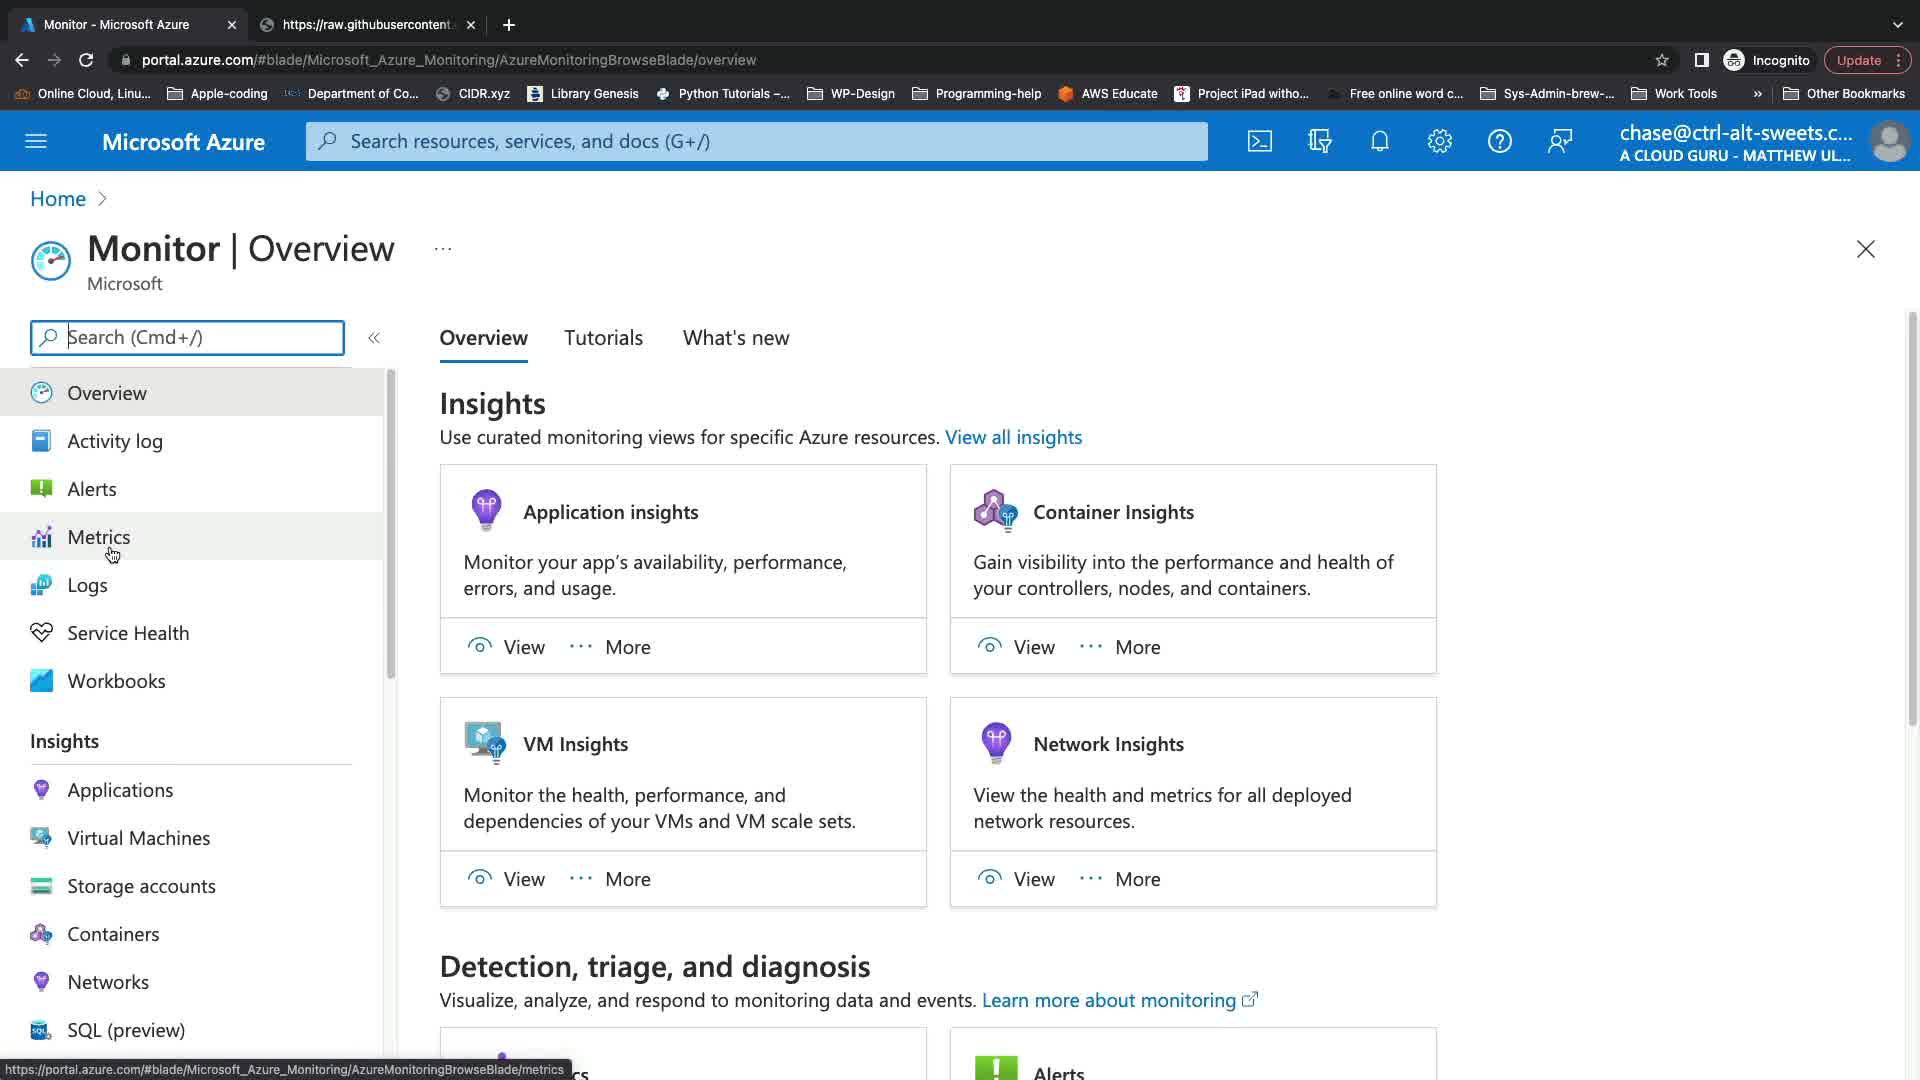 Monitor - Microsoft Azure
https://raw.githubusercontent
portal.azure.com/#blade/Microsoft_Azure_Monitoring/AzureMonitoringBrowseBlade/overview
Incognito
Update
Online Cloud, Linu...
Apple-coding
Department of Co...
CIDR.xyz
Library Genesis
Python Tutorials –...
WP-Design
Programming-help
AWS Educate
Project iPad witho...
Free online word c...
Sys-Admin-brew-...
Work Tools
»
Other Bookmarks
Microsoft Azure
Search resources, services, and docs (G+/)
chase@ctrl-alt-sweets.c...
A CLOUD GURU - MATTHEW UL...
Home
Monitor | Overview
...
Microsoft
Search (Cmd+/)
«
Overview
Activity log
Alerts
Metrics
Logs
Service Health
Workbooks
Insights
Applications
Virtual Machines
Storage accounts
Containers
Networks
SQL (preview)
Overview
Tutorials
What's new
Insights
Use curated monitoring views for specific Azure resources. View all insights
Application insights
Monitor your app's availability, performance,
errors, and usage.
View
... More
Container Insights
Gain visibility into the performance and health of
your controllers, nodes, and containers.
View
... More
VM Insights
Monitor the health, performance, and
dependencies of your VMs and VM scale sets.
View
... More
Network Insights
View the health and metrics for all deployed
network resources.
View
... More
Detection, triage, and diagnosis
Visualize, analyze, and respond to monitoring data and events. Learn more about monitoring
Alerts
https://portal.azure.com/#blade/Microsoft_Azure_Monitoring/AzureMonitoringBrowseBlade/metrics